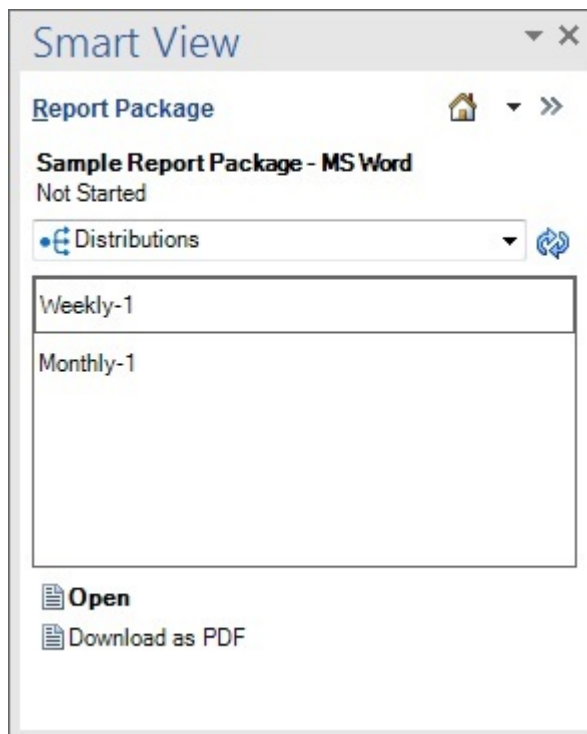 Smart View
Report Package
Sample Report Package - MS Word
Not Started
Distributions
Weekly-1
Monthly-1
Open
Download as PDF